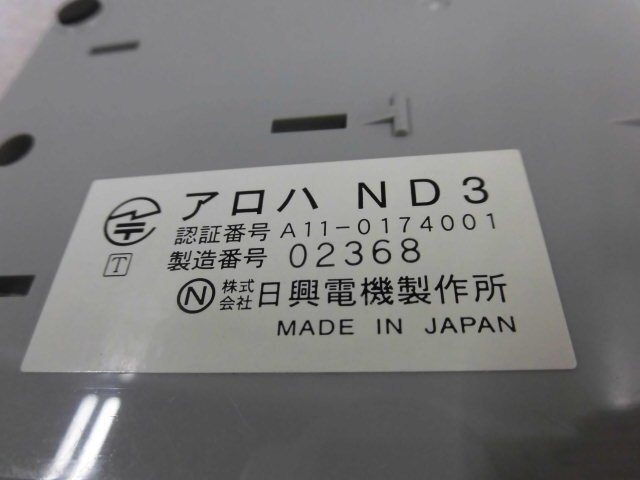 アロハ ND3
認証番号 A11-0174001
T 製造番号 02368
N 株式会社 日興電機製作所
MADE IN JAPAN